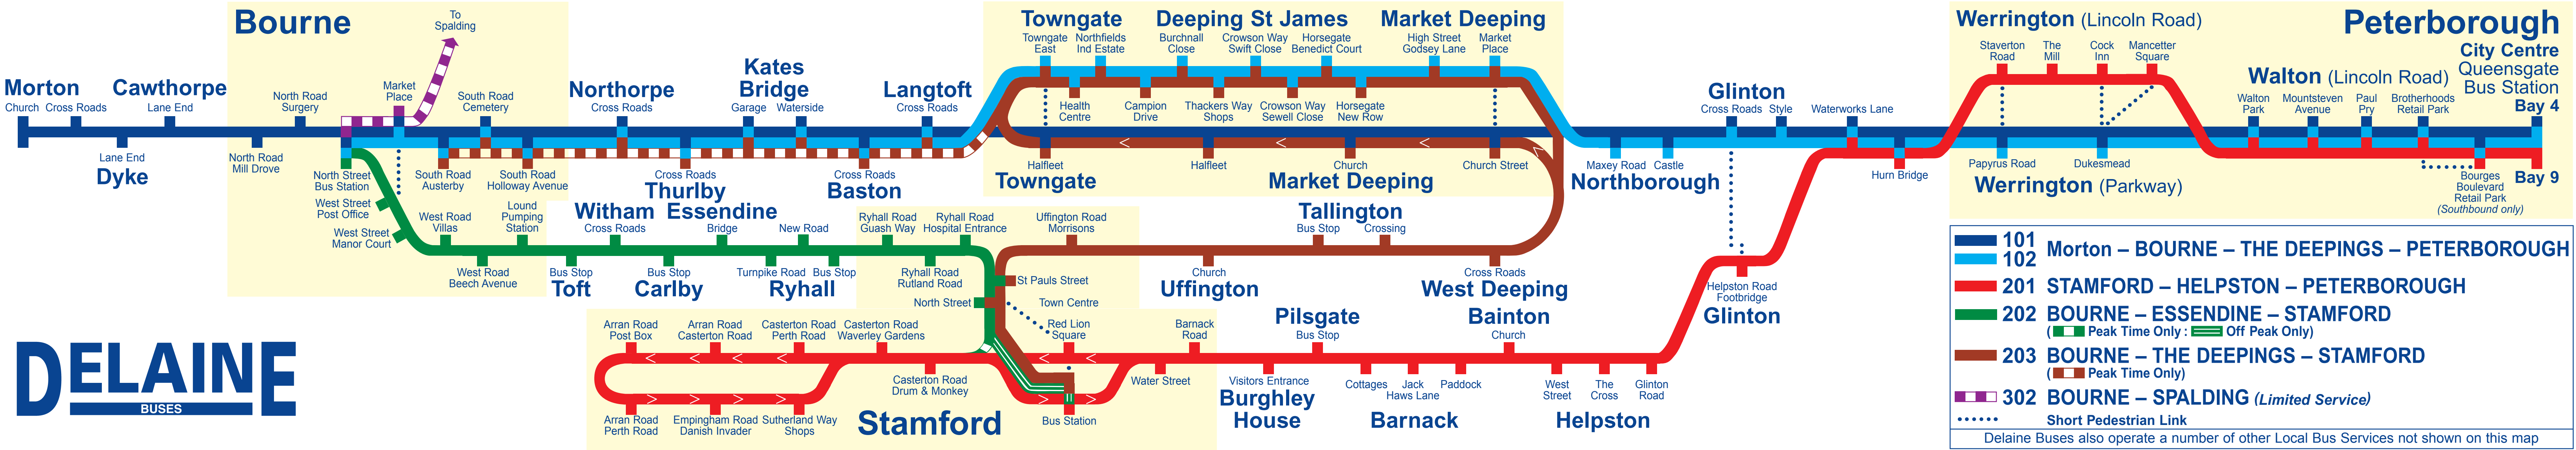 Bourne
To
Spalding
Morton
Church
Cross Roads
Lane End
Dyke
Cawthorpe
Lane End
North Road
Surgery
North Road
Mill Drove
Market
Place
North Street
Bus Station
South Road
Cemetery
South Road
Austerby
South Road
Holloway Avenue
Northorpe
Cross Roads
Cross Roads
Thurlby
Kates
Bridge
Garage
Waterside
Cross Roads
Baston
Langtoft
Cross Roads
Towngate
Towngate
East
Northfields
Ind Estate
Deeping St James
Burchnall
Close
Crowson Way
Swift Close
Horsegate
Benedict Court
Market Deeping
High Street
Godsey Lane
Market
Place
Health
Centre
Campion
Drive
Thackers Way
Shops
Crowson Way
Sewell Close
Horsegate
New Row
Halfleet
Towngate
Halfleet
Church
Market Deeping
Church Street
Maxey Road
Castle
Northborough
Glinton
Cross Roads
Style
Waterworks Lane
Hurn Bridge
Werrington (Lincoln Road)
Staverton
Road
The
Mill
Cock
Inn
Mancetter
Square
Papyrus Road
Dukesmead
Werrington (Parkway)
Walton (Lincoln Road)
Walton
Park
Mountsteven
Avenue
Paul
Pry
Brotherhoods
Retail Park
Bourges
Boulevard
Retail Park
(Southbound only)
Peterborough
City Centre
Queensgate
Bus Station
Bay 4
Bay 9
West Street
Post Office
West Street
Manor Court
West Road
Villas
West Road
Beech Avenue
Lound
Pumping
Station
Bus Stop
Toft
Witham
Cross Roads
Bus Stop
Carlby
Essendine
Bridge
Turnpike Road
New Road
Bus Stop
Ryhall
Ryhall Road
Guash Way
Ryhall Road
Rutland Road
Ryhall Road
Hospital Entrance
St Pauls Street
North Street
Town Centre
Red Lion
Square
Bus Station
Uffington Road
Morrisons
Church
Uffington
Tallington
Bus Stop
Crossing
Cross Roads
West Deeping
Arran Road
Post Box
Arran Road
Casterton Road
Casterton Road
Perth Road
Casterton Road
Waverley Gardens
Casterton Road
Drum & Monkey
Arran Road
Perth Road
Empingham Road
Danish Invader
Sutherland Way
Shops
Stamford
Water Street
Barnack
Road
Visitors Entrance
Burghley
House
Pilsgate
Bus Stop
Cottages
Jack
Haws Lane
Paddock
Barnack
Bainton
Church
West
Street
The
Cross
Glinton
Road
Helpston
Helpston Road
Footbridge
Glinton
DELAINE
BUSES
101
102
Morton – BOURNE – THE DEEPINGS – PETERBOROUGH
201 STAMFORD – HELPSTON – PETERBOROUGH
202 BOURNE – ESSENDINE – STAMFORD
( Peak Time Only : Off Peak Only)
203 BOURNE – THE DEEPINGS – STAMFORD
( Peak Time Only)
302 BOURNE – SPALDING (Limited Service)
Short Pedestrian Link
Delaine Buses also operate a number of other Local Bus Services not shown on this map